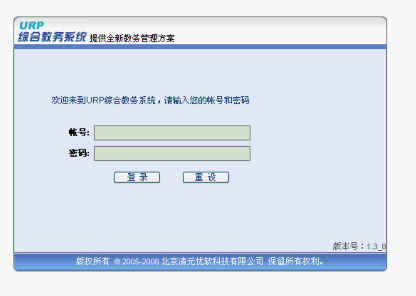 URP
综合教务系统 提供全新教务管理方案
欢迎来到URP综合教务系统，请输入您的帐号和密码
帐号:
密码:
登 录 重 设
版本号：1.3_8
版权所有 ©2005-2008 北京清元优软科技有限公司 保留所有权利。